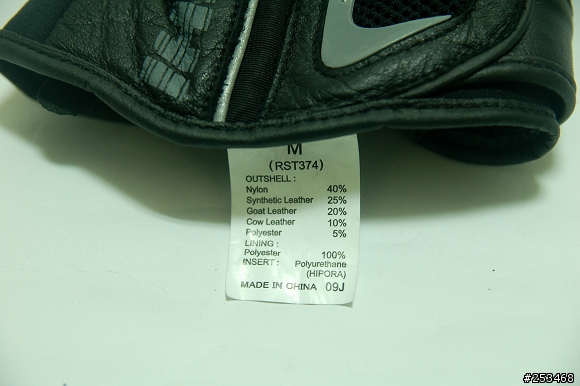 M
(RST374)
OUTSHELL :
Nylon 40%
Synthetic Leather 25%
Goat Leather 20%
Cow Leather 10%
Polyester 5%
LINING :
Polyester 100%
INSERT : Polyurethane
(HIPORA)
MADE IN CHINA 09J
#253468